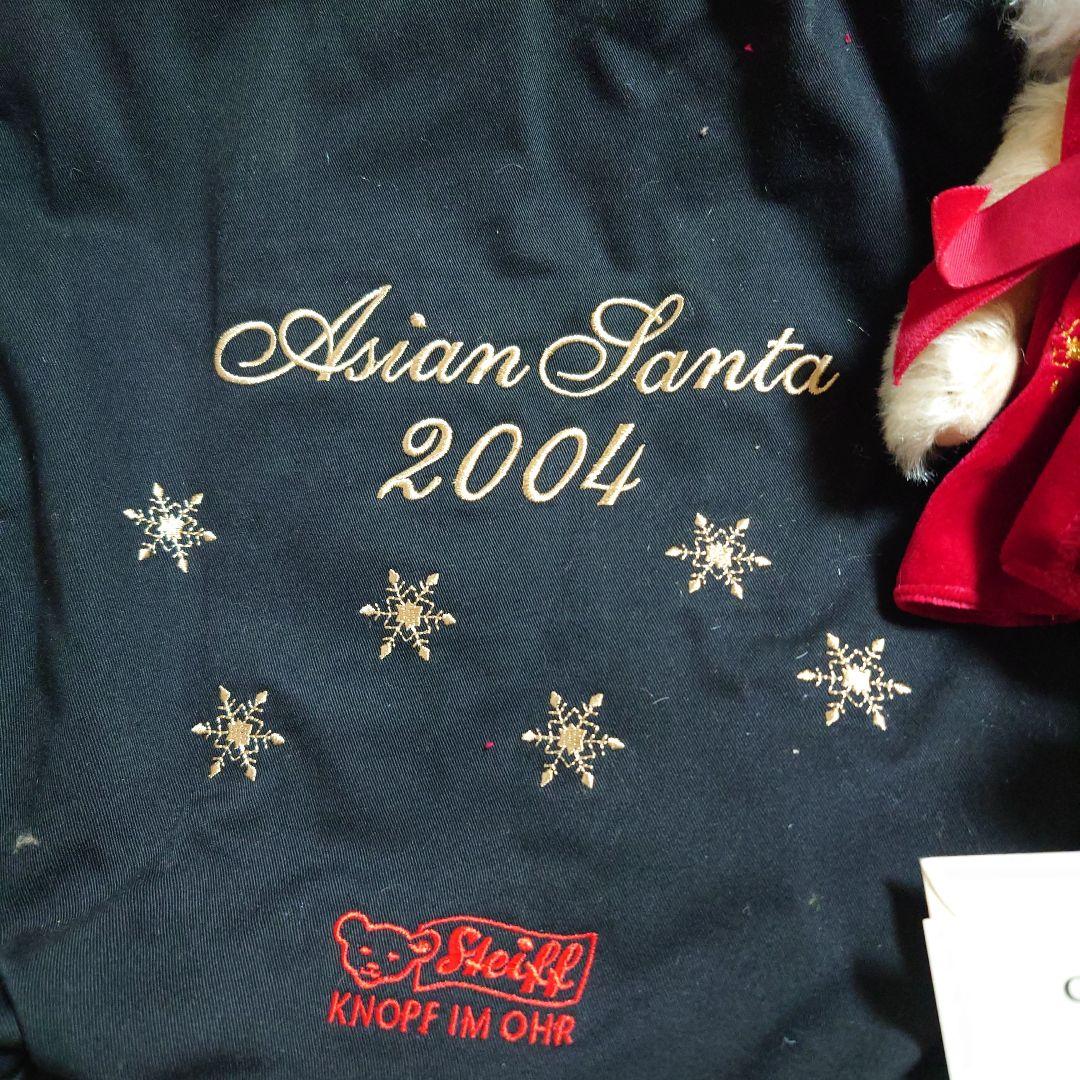 Asian Santa
2004
Steiff
KNOPF IM OHR